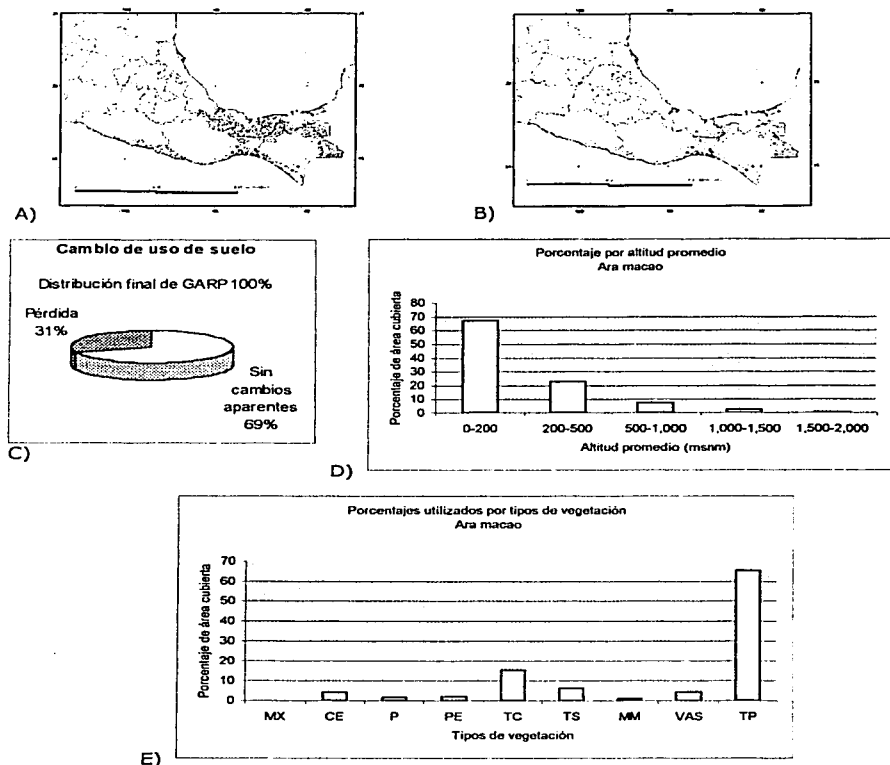 A)
B)
Cambio de uso de suelo
Distribución final de GARP 100%
Pérdida
31%
Sin
cambios
aparentes
69%
C)
Porcentaje por altitud promedio
Ara macao
Porcentaje de área cubierta
80
70
60
50
40
30
20
10
0
0-200
200-500
500-1,000
1,000-1,500
1,500-2,000
Altitud promedio (msnm)
D)
Porcentajes utilizados por tipos de vegetación
Ara macao
Porcentaje de área cubierta
70
60
50
40
30
20
10
0
MX
CE
P
PE
TC
TS
MM
VAS
TP
Tipos de vegetación
E)